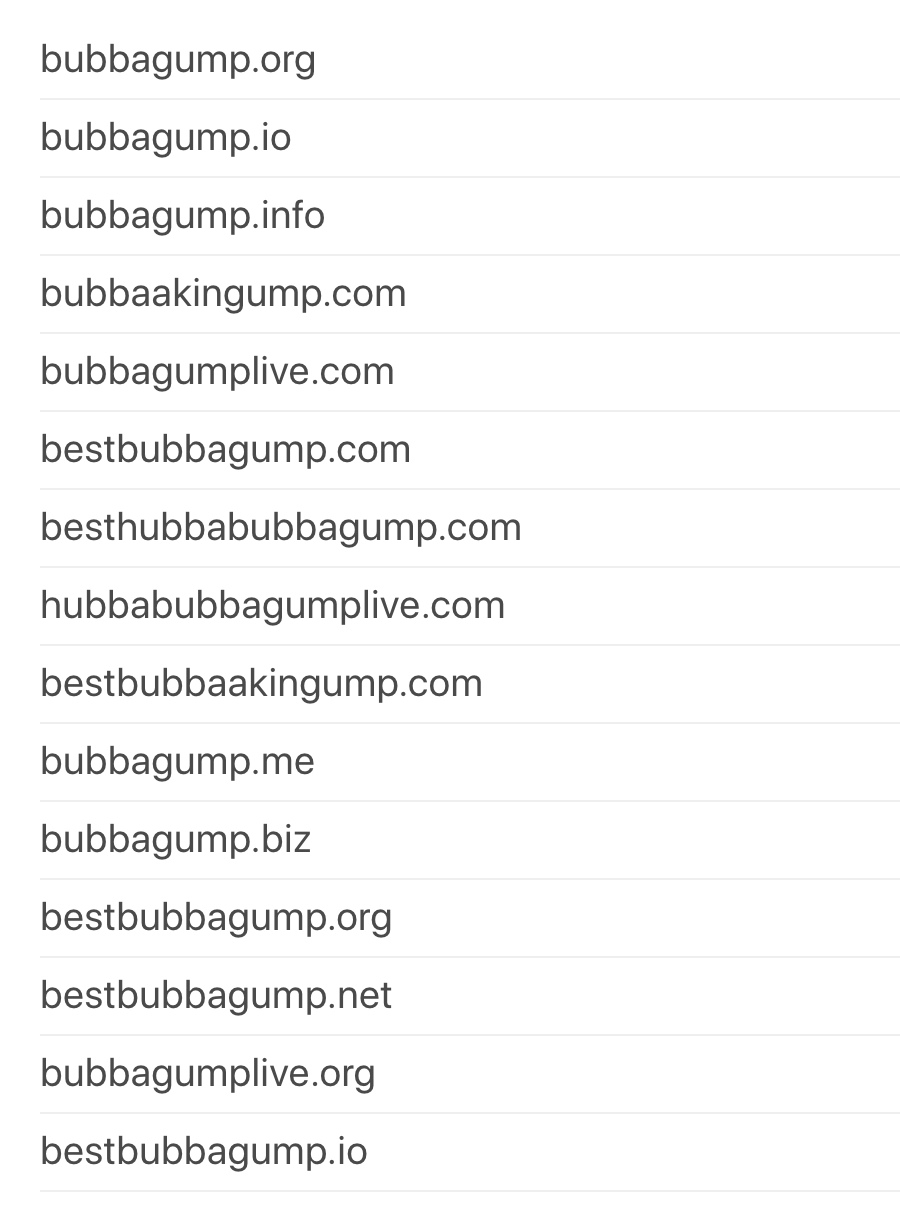 bubbagump.org
bubbagump.io
bubbagump.info
bubbaakingump.com
bubbagumplive.com
bestbubbagump.com
besthubbabubbagump.com
hubbabubbagumplive.com
bestbubbaakingump.com
bubbagump.me
bubbagump.biz
bestbubbagump.org
bestbubbagump.net
bubbagumplive.org
bestbubbagump.io